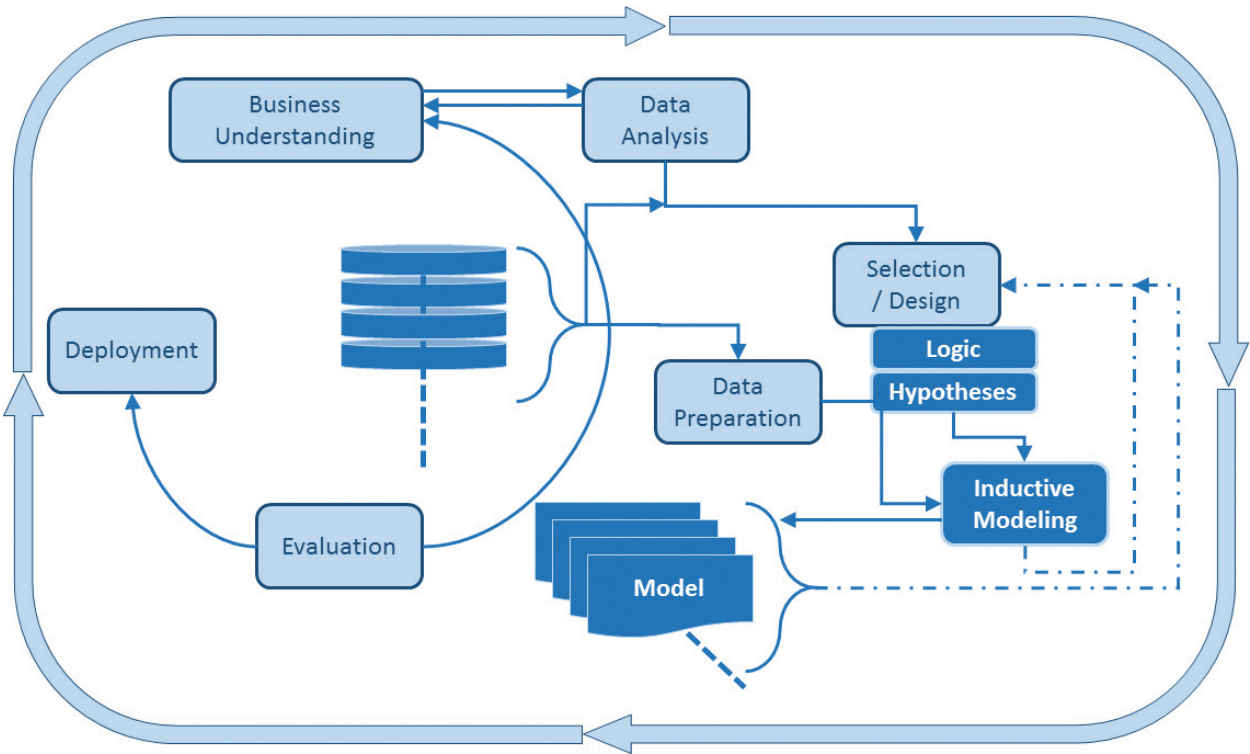 Business
Understanding
Data
Analysis
Selection
/ Design
Logic
Hypotheses
Deployment
Data
Preparation
Inductive
Modeling
Evaluation
Model